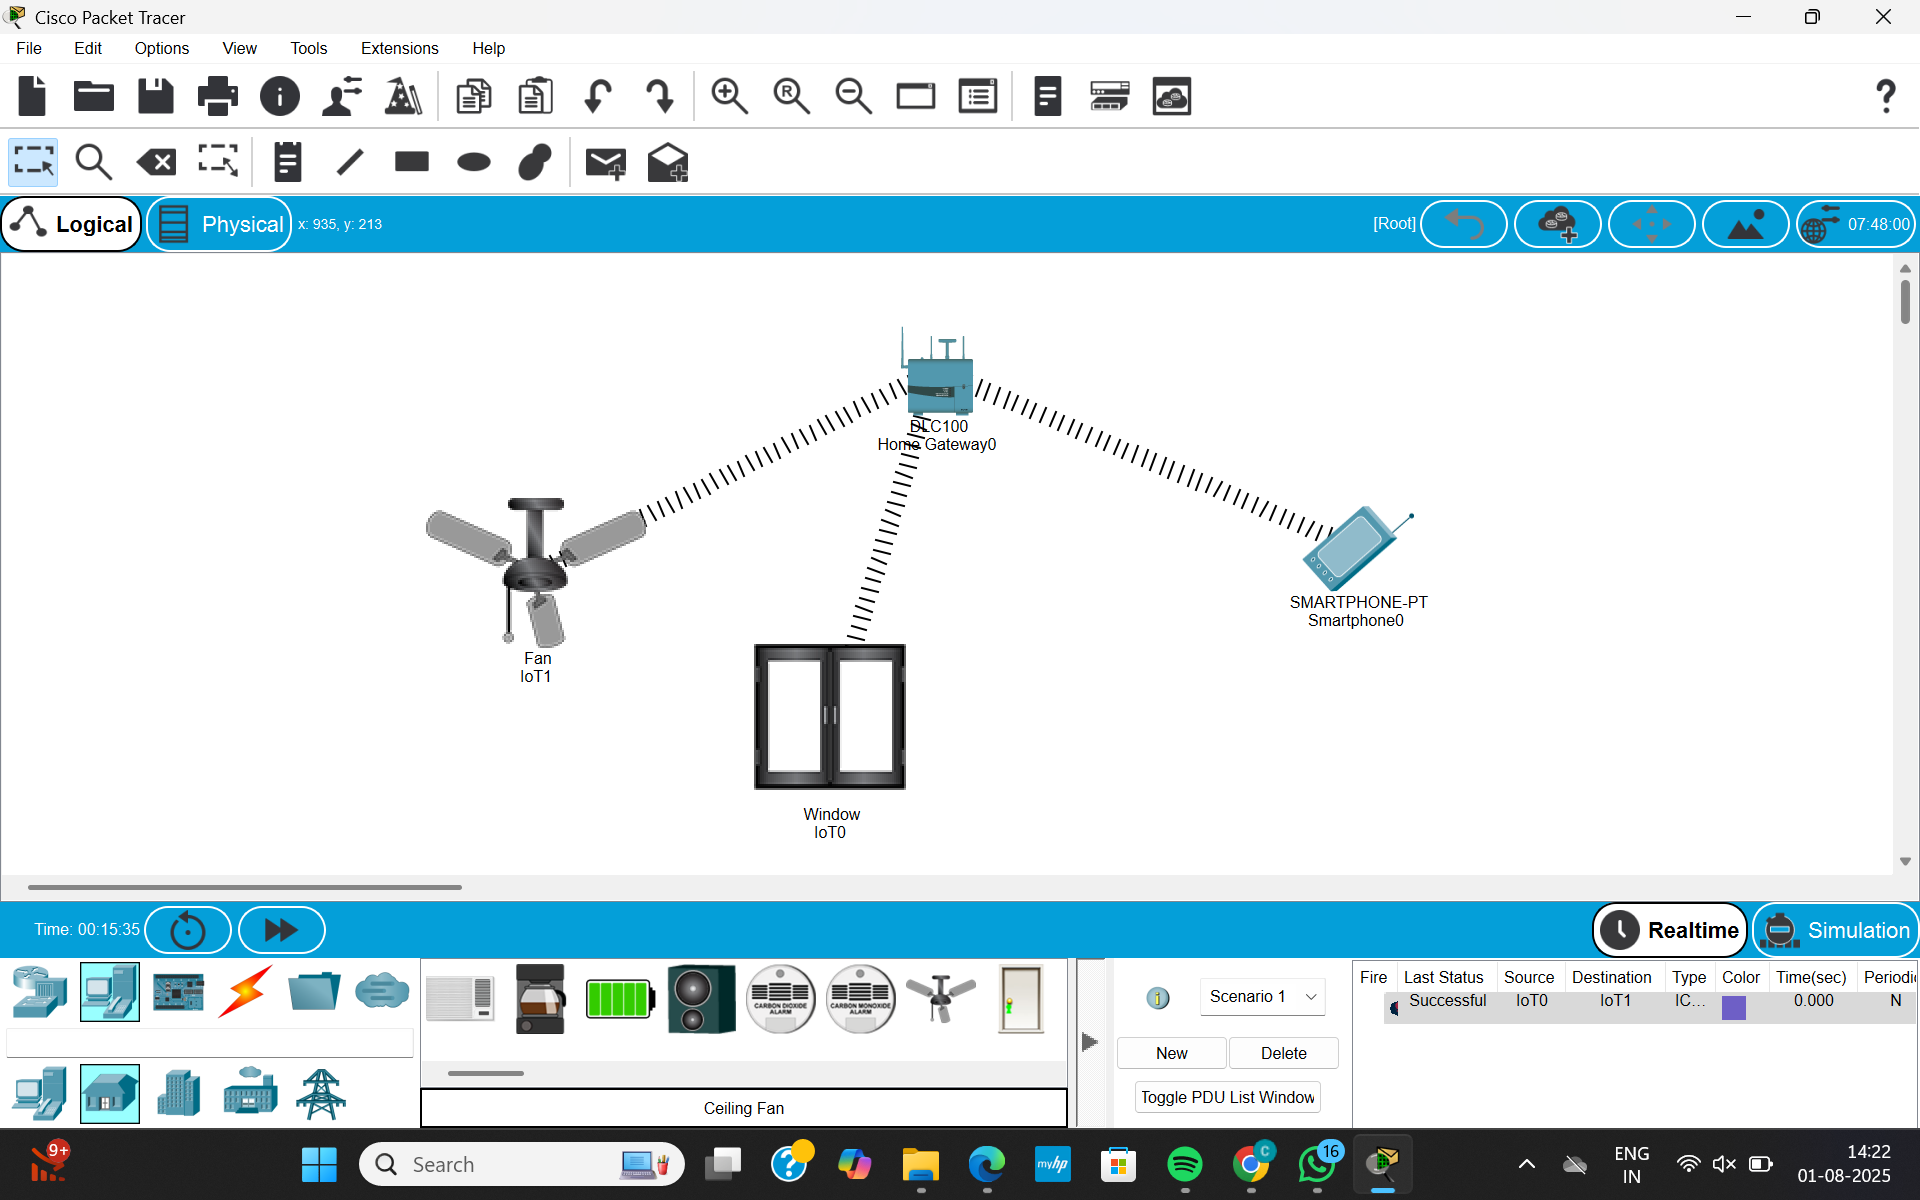 Cisco Packet Tracer
File Edit Options View Tools Extensions Help
Logical Physical x: 935, y: 213 [Root] 07:48:00
DLC100
Home Gateway0
SMARTPHONE-PT
Smartphone0
Fan
IoT1
Window
IoT0
Time: 00:15:35 Realtime Simulation
CARBON DIOXIDE
ALARM
CARBON MONOXIDE
ALARM
Ceiling Fan
Scenario 1
New Delete
Toggle PDU List Window
Fire Last Status Source Destination Type Color Time(sec) Periodi
Successful IoT0 IoT1 IC... 0.000 N
9+
Search
myhp
C
16
ENG
IN
14:22
01-08-2025